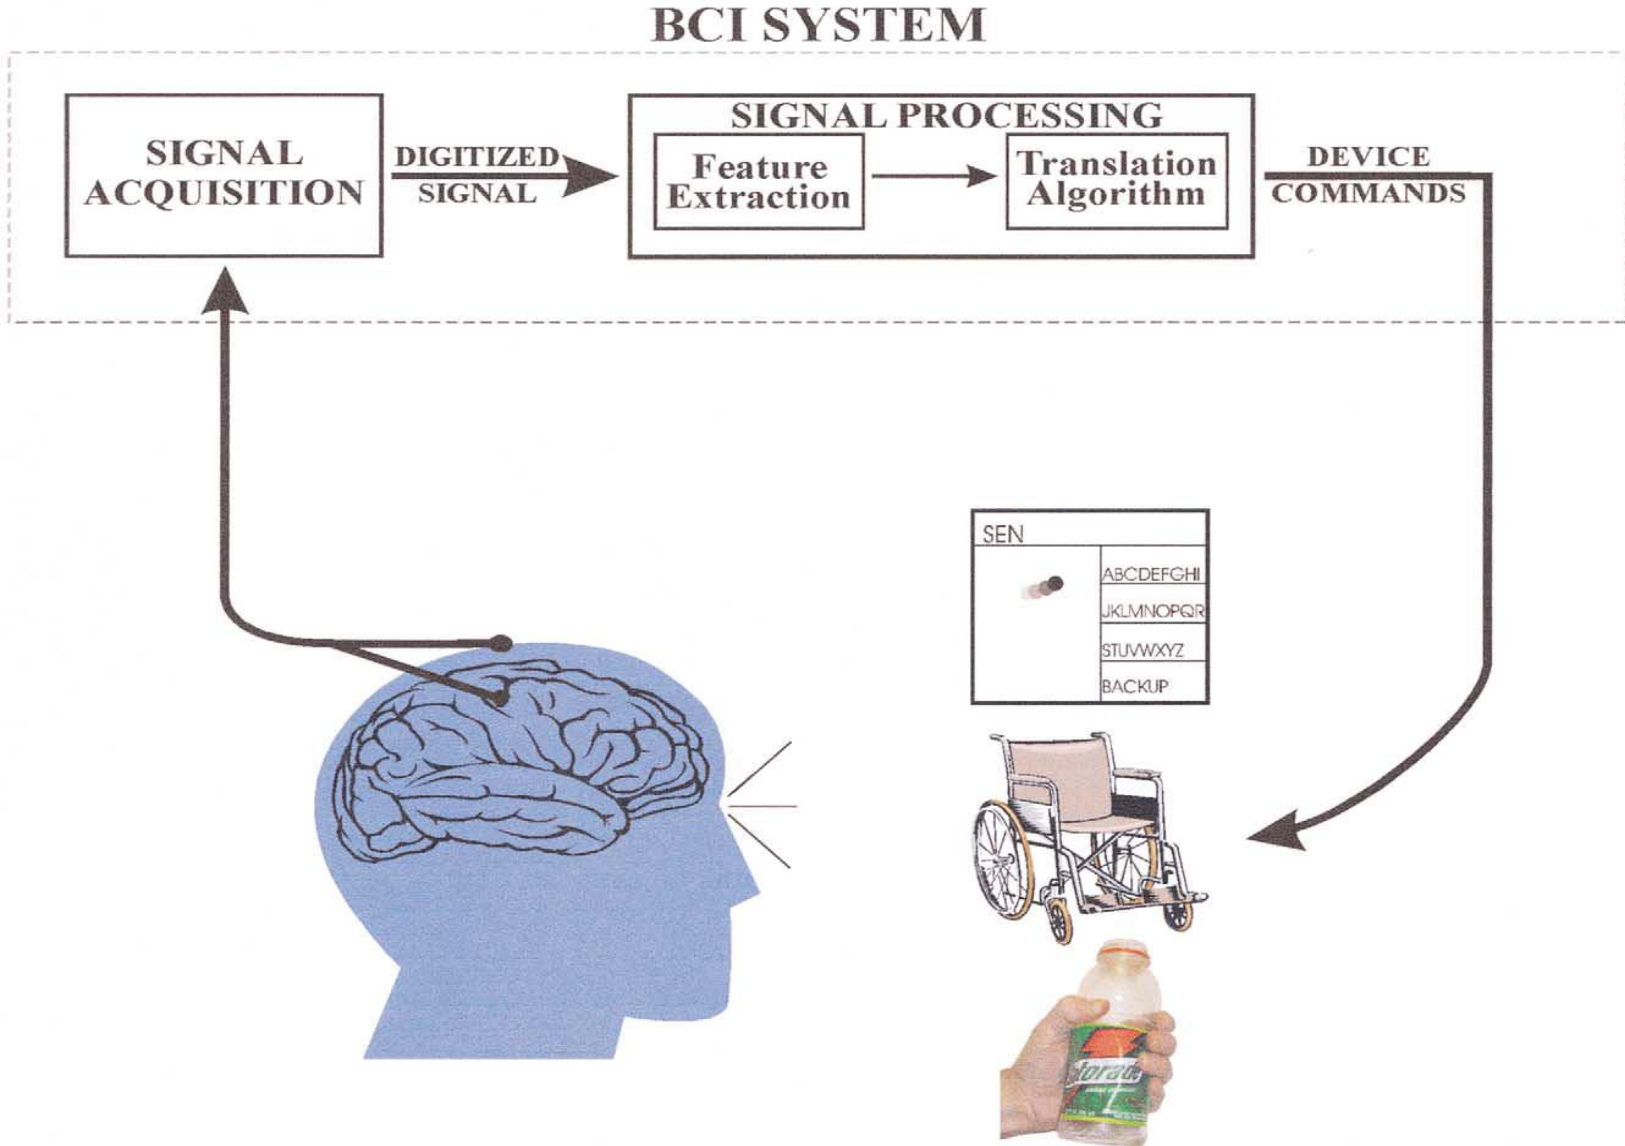 BCI SYSTEM
SIGNAL
ACQUISITION
DIGITIZED
SIGNAL
SIGNAL PROCESSING
Feature
Extraction
Translation
Algorithm
DEVICE
COMMANDS
SEN
ABCDEFGHI
JKLMNOPQR
STUVWXYZ
BACKUP